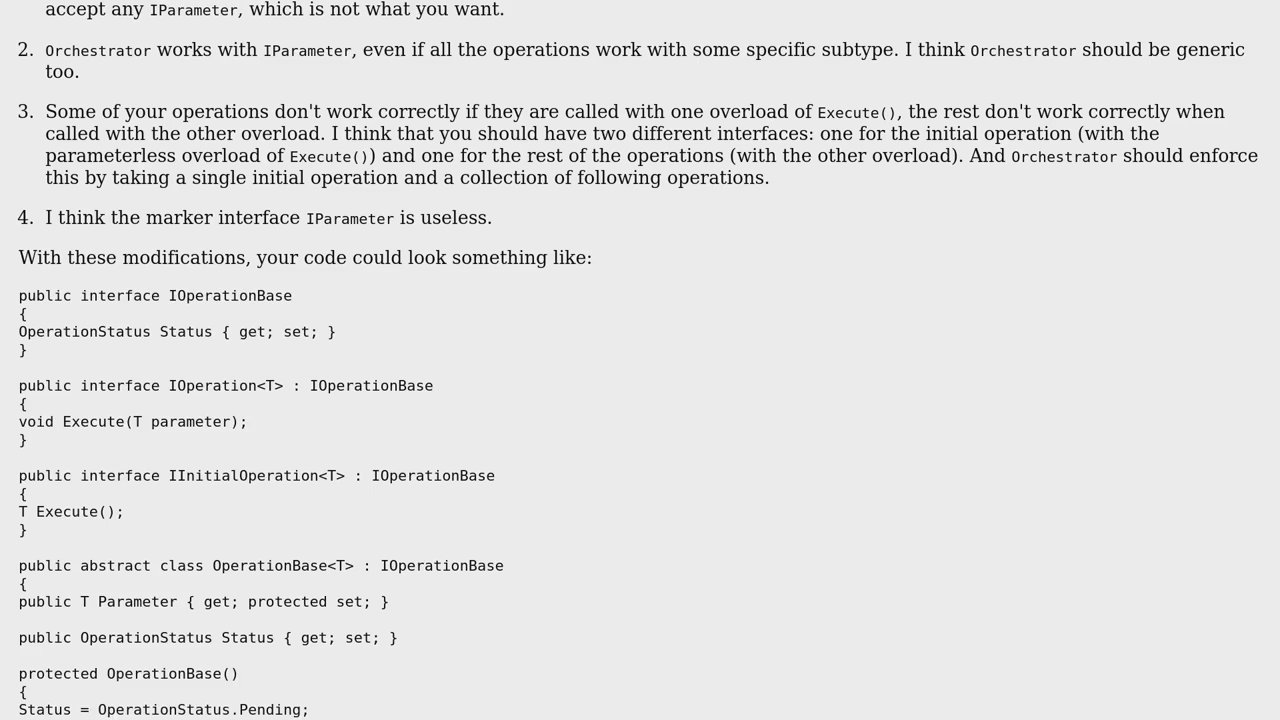 accept any IParameter, which is not what you want.
2. Orchestrator works with IParameter, even if all the operations work with some specific subtype. I think Orchestrator should be generic
too.
3. Some of your operations don't work correctly if they are called with one overload of Execute(), the rest don't work correctly when
called with the other overload. I think that you should have two different interfaces: one for the initial operation (with the
parameterless overload of Execute()) and one for the rest of the operations (with the other overload). And Orchestrator should enforce
this by taking a single initial operation and a collection of following operations.
4. I think the marker interface IParameter is useless.
With these modifications, your code could look something like:
public interface IOperationBase
{
OperationStatus Status { get; set; }
}
public interface IOperation<T> : IOperationBase
{
void Execute(T parameter);
}
public interface IInitialOperation<T> : IOperationBase
{
T Execute();
}
public abstract class OperationBase<T> : IOperationBase
{
public T Parameter { get; protected set; }
public OperationStatus Status { get; set; }
protected OperationBase()
{
Status = OperationStatus.Pending;